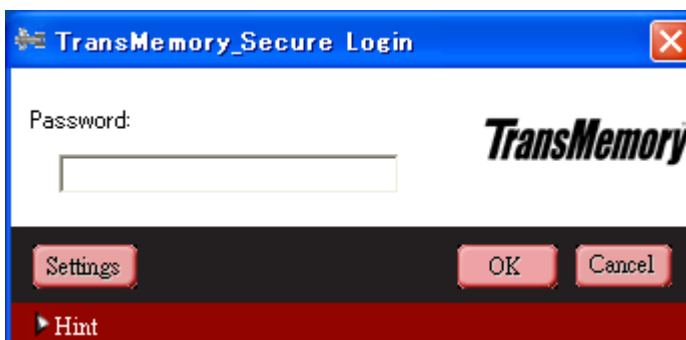 TransMemory_Secure Login
Password:
TransMemory
Settings
OK
Cancel
Hint